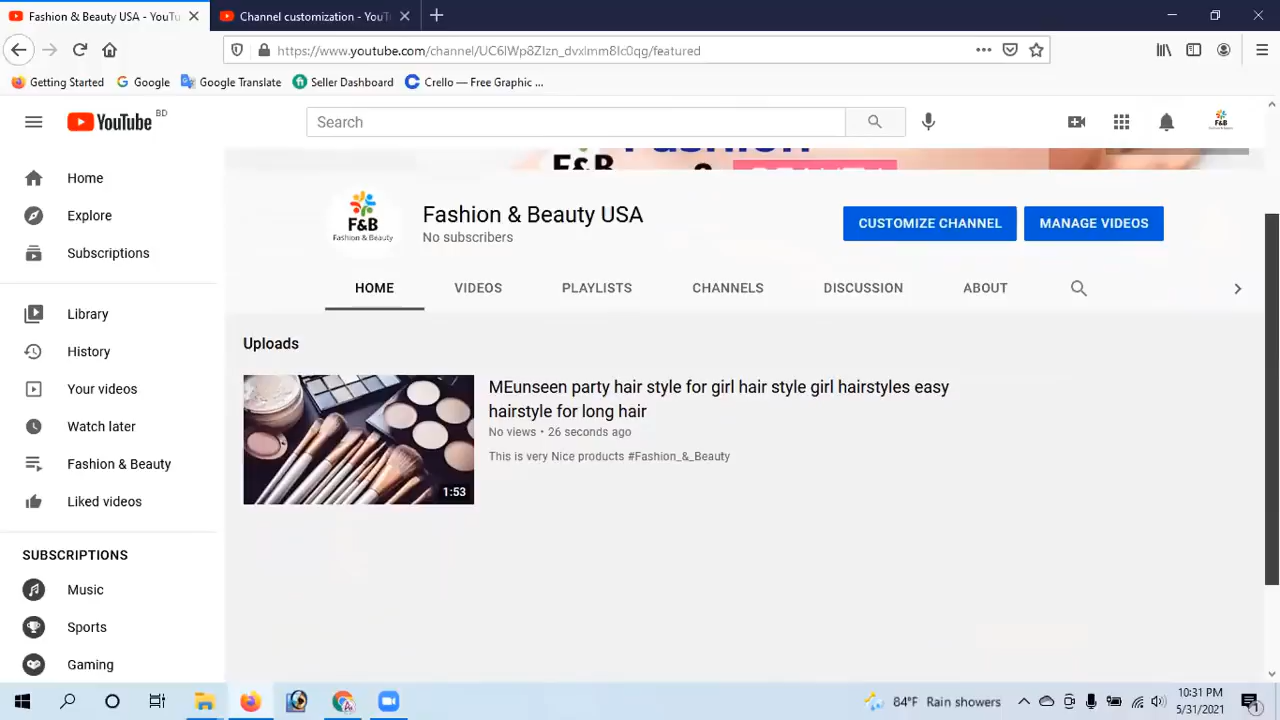 Fashion & Beauty USA - YouTu
Channel customization - YouT
https://www.youtube.com/channel/UC6lWp8ZIzn_dvxlmm8Ic0qg/featured
Getting Started
Google
Google Translate
Seller Dashboard
Crello — Free Graphic ...
YouTube BD
Search
F&B
Home
Explore
Subscriptions
Library
History
Your videos
Watch later
Fashion & Beauty
Liked videos
SUBSCRIPTIONS
Music
Sports
Gaming
F&B
Fashion
&
F&B
Fashion & Beauty
Fashion & Beauty USA
No subscribers
CUSTOMIZE CHANNEL
MANAGE VIDEOS
HOME
VIDEOS
PLAYLISTS
CHANNELS
DISCUSSION
ABOUT
Uploads
1:53
MEunseen party hair style for girl hair style girl hairstyles easy
hairstyle for long hair
No views • 26 seconds ago
This is very Nice products #Fashion_&_Beauty
84°F Rain showers
10:31 PM
5/31/2021
1